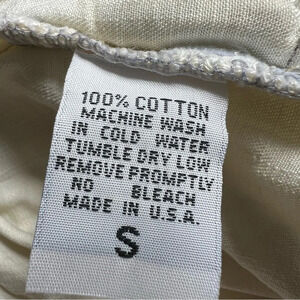 100% COTTON
MACHINE WASH
IN COLD WATER
TUMBLE DRY LOW
REMOVE PROMPTLY
NO BLEACH
MADE IN U.S.A.
S